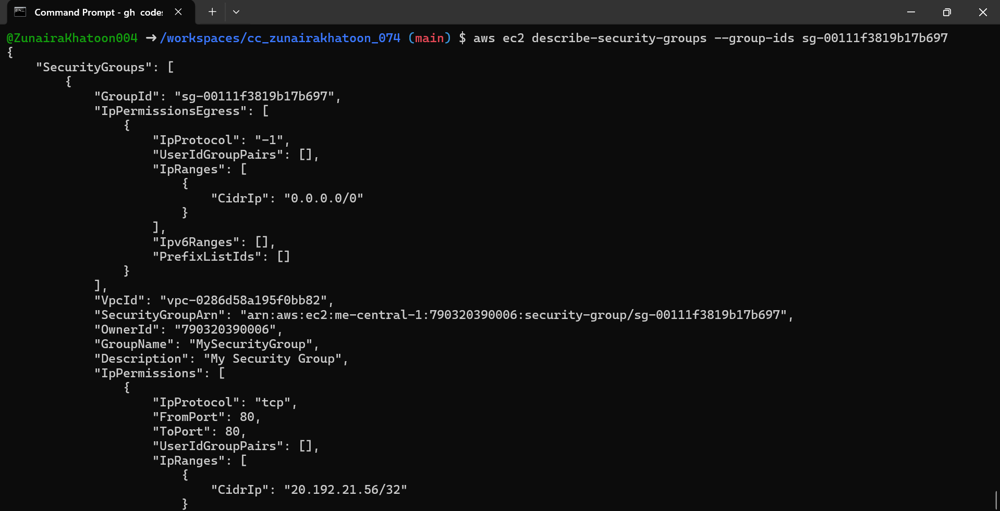 Command Prompt - gh codes
@ZunairaKhatoon004 ➜ /workspaces/cc_zunairakhatoon_074 (main) $ aws ec2 describe-security-groups --group-ids sg-00111f3819b17b697
{
    "SecurityGroups": [
        {
            "GroupId": "sg-00111f3819b17b697",
            "IpPermissionsEgress": [
                {
                    "IpProtocol": "-1",
                    "UserIdGroupPairs": [],
                    "IpRanges": [
                        {
                            "CidrIp": "0.0.0.0/0"
                        }
                    ],
                    "Ipv6Ranges": [],
                    "PrefixListIds": []
                }
            ],
            "VpcId": "vpc-0286d58a195f0bb82",
            "SecurityGroupArn": "arn:aws:ec2:me-central-1:790320390006:security-group/sg-00111f3819b17b697",
            "OwnerId": "790320390006",
            "GroupName": "MySecurityGroup",
            "Description": "My Security Group",
            "IpPermissions": [
                {
                    "IpProtocol": "tcp",
                    "FromPort": 80,
                    "ToPort": 80,
                    "UserIdGroupPairs": [],
                    "IpRanges": [
                        {
                            "CidrIp": "20.192.21.56/32"
                        }